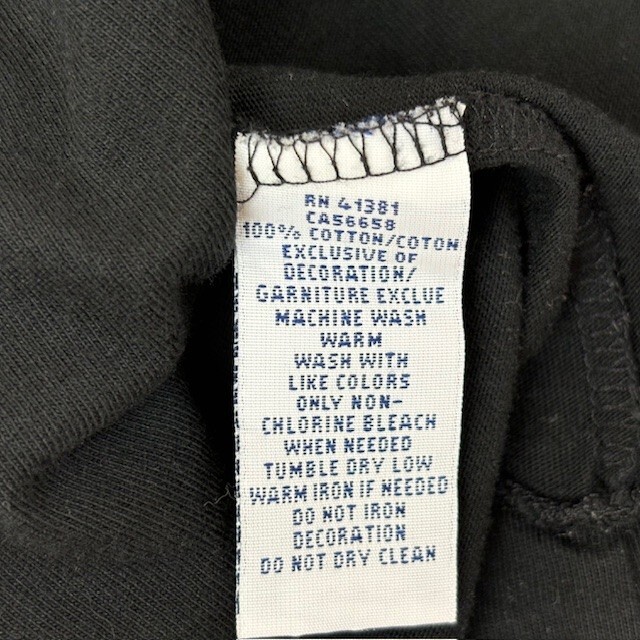 RN 41381
CA56658
100% COTTON/COTON
EXCLUSIVE OF
DECORATION/
GARNITURE EXCLUE
MACHINE WASH
WARM
WASH WITH
LIKE COLORS
ONLY NON-
CHLORINE BLEACH
WHEN NEEDED
TUMBLE DRY LOW
WARM IRON IF NEEDED
DO NOT IRON
DECORATION
DO NOT DRY CLEAN